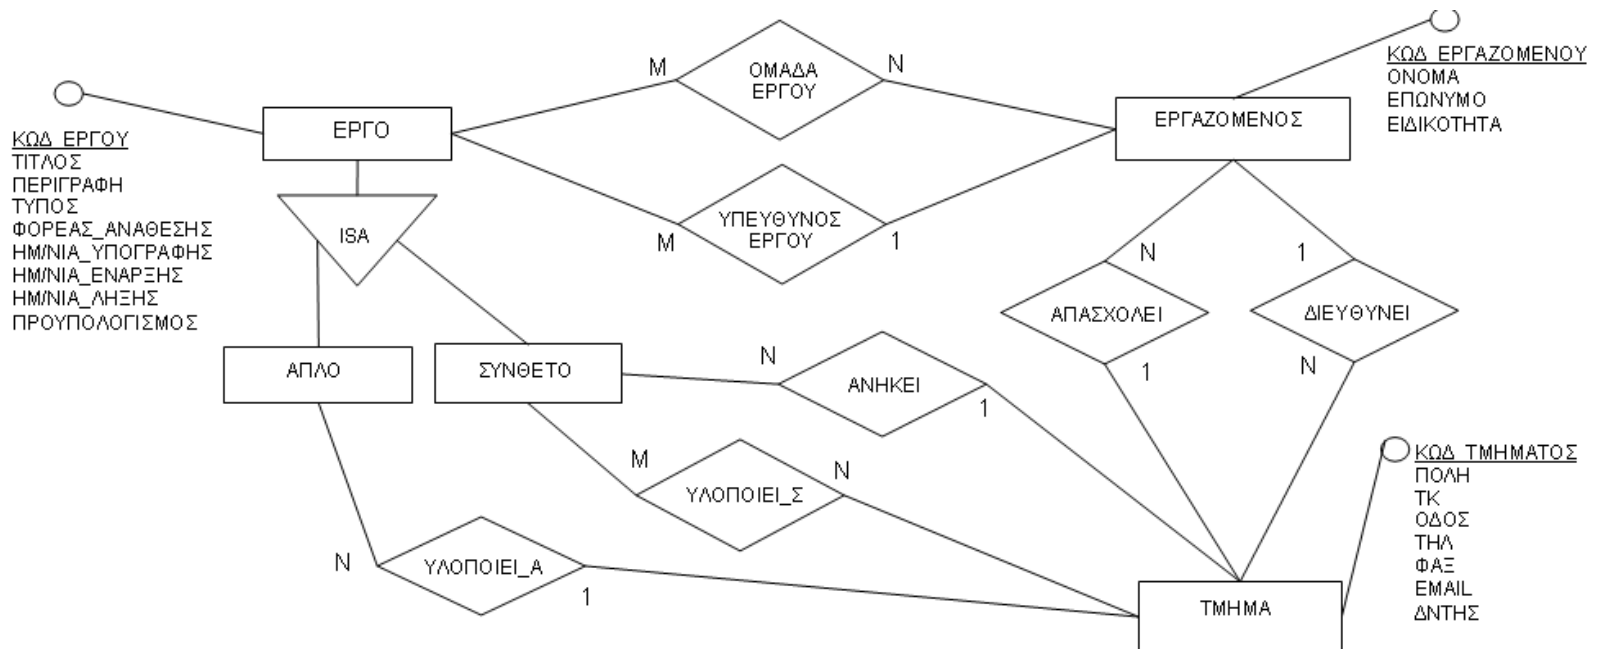 ΚΩΔ_ΕΡΓΟΥ
ΤΙΤΛΟΣ
ΠΕΡΙΓΡΑΦΗ
ΤΥΠΟΣ
ΦΟΡΕΑΣ_ΑΝΑΘΕΣΗΣ
ΗΜ/ΝΙΑ_ΥΠΟΓΡΑΦΗΣ
ΗΜ/ΝΙΑ_ΕΝΑΡΞΗΣ
ΗΜ/ΝΙΑ_ΛΗΞΗΣ
ΠΡΟΥΠΟΛΟΓΙΣΜΟΣ
ΕΡΓΟ
ISA
M
ΟΜΑΔΑ
ΕΡΓΟΥ
N
M
ΥΠΕΥΘΥΝΟΣ
ΕΡΓΟΥ
1
ΕΡΓΑΖΟΜΕΝΟΣ
ΚΩΔ_ΕΡΓΑΖΟΜΕΝΟΥ
ΟΝΟΜΑ
ΕΠΩΝΥΜΟ
ΕΙΔΙΚΟΤΗΤΑ
N
ΑΠΑΣΧΟΛΕΙ
1
1
ΔΙΕΥΘΥΝΕΙ
N
ΑΠΛΟ
ΣΥΝΘΕΤΟ
N
ΑΝΗΚΕΙ
1
M
ΥΛΟΠΟΙΕΙ_Σ
N
N
ΥΛΟΠΟΙΕΙ_Α
1
ΤΜΗΜΑ
ΚΩΔ_ΤΜΗΜΑΤΟΣ
ΠΟΛΗ
ΤΚ
ΟΔΟΣ
ΤΗΛ
ΦΑΞ
EMAIL
ΔΝΤΗΣ